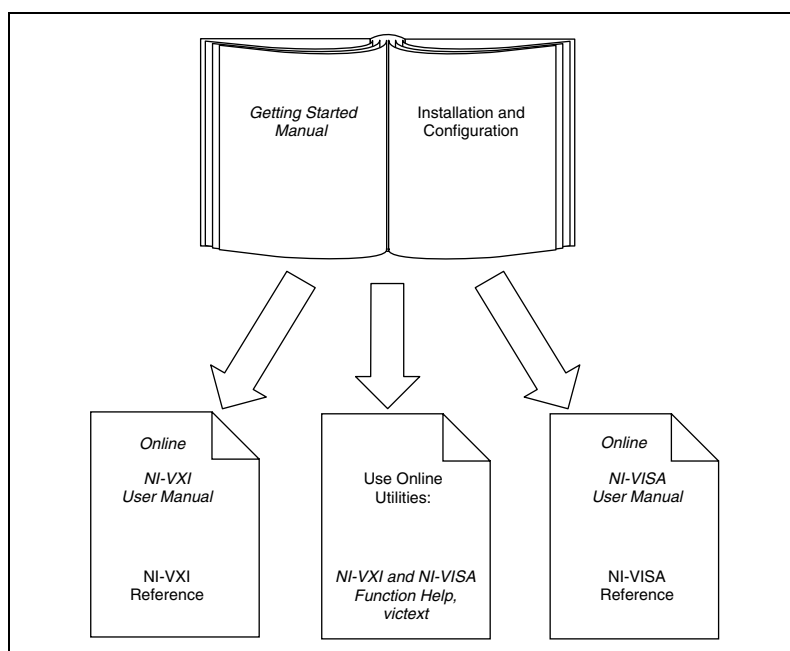 Getting Started
Manual
Installation and
Configuration
Online
NI-VXI
User Manual
NI-VXI
Reference
Use Online
Utilities:
NI-VXI and NI-VISA
Function Help,
victext
Online
NI-VISA
User Manual
NI-VISA
Reference